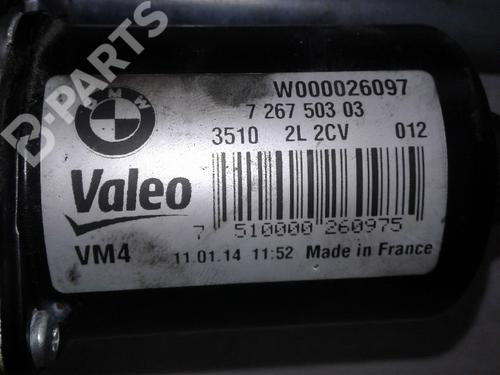 W000026097
7 267 503 03
3510 2L 2CV 012
BMW
Valeo
7 510000 260975
VM4 11.01.14 11:52 Made in France
B-PARTS